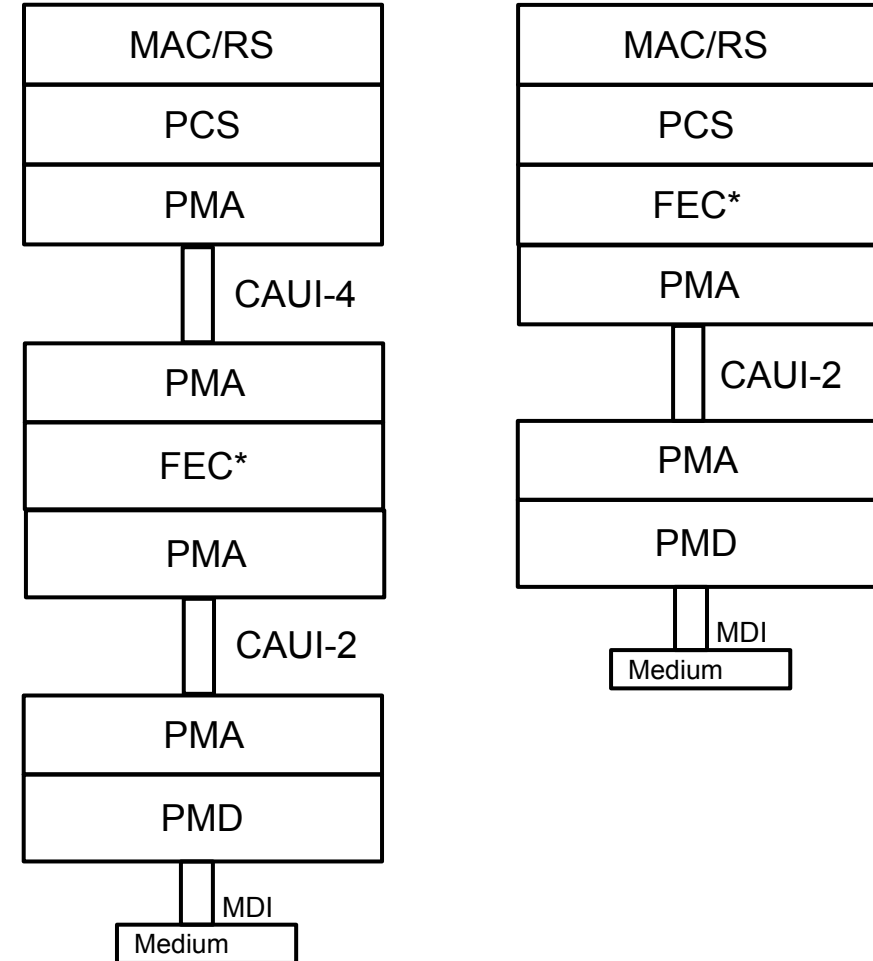 MAC/RS
PCS
PMA
CAUI-4
PMA
FEC*
PMA
CAUI-2
PMA
PMD
MDI
Medium
MAC/RS
PCS
FEC*
PMA
CAUI-2
PMA
PMD
MDI
Medium